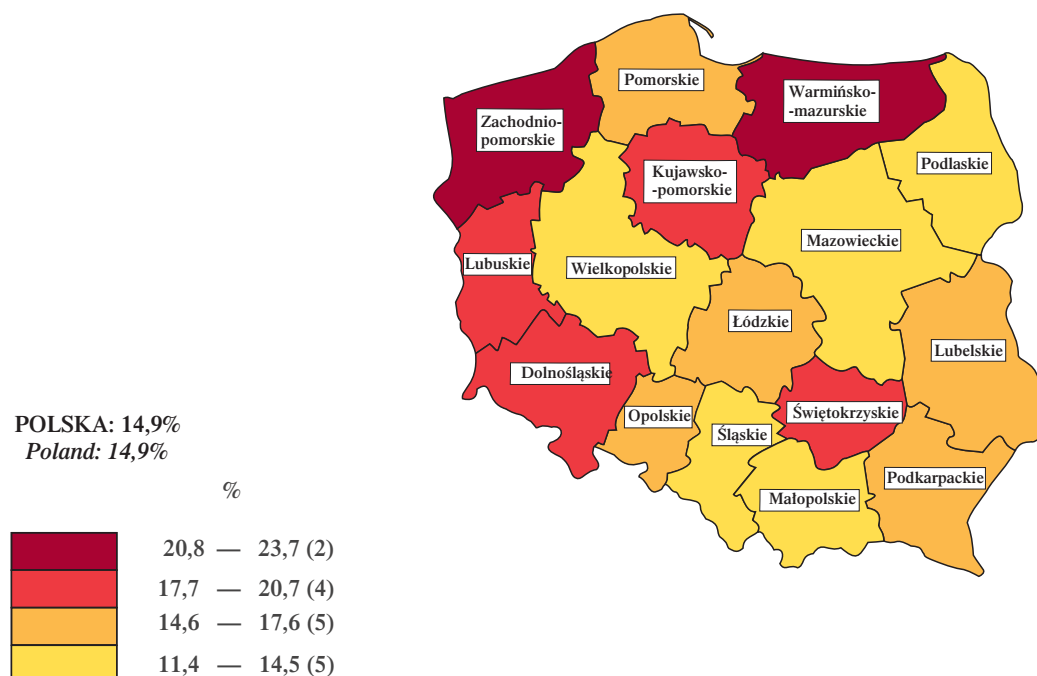 Pomorskie
Warmińsko-
-mazurskie
Zachodnio-
pomorskie
Podlaskie
Kujawsko-
-pomorskie
Mazowieckie
Lubuskie
Wielkopolskie
Łódzkie
Lubelskie
Dolnośląskie
Opolskie
Śląskie
Świętokrzyskie
Podkarpackie
Małopolskie
POLSKA: 14,9%
Poland: 14,9%
%
20,8 — 23,7 (2)
17,7 — 20,7 (4)
14,6 — 17,6 (5)
11,4 — 14,5 (5)